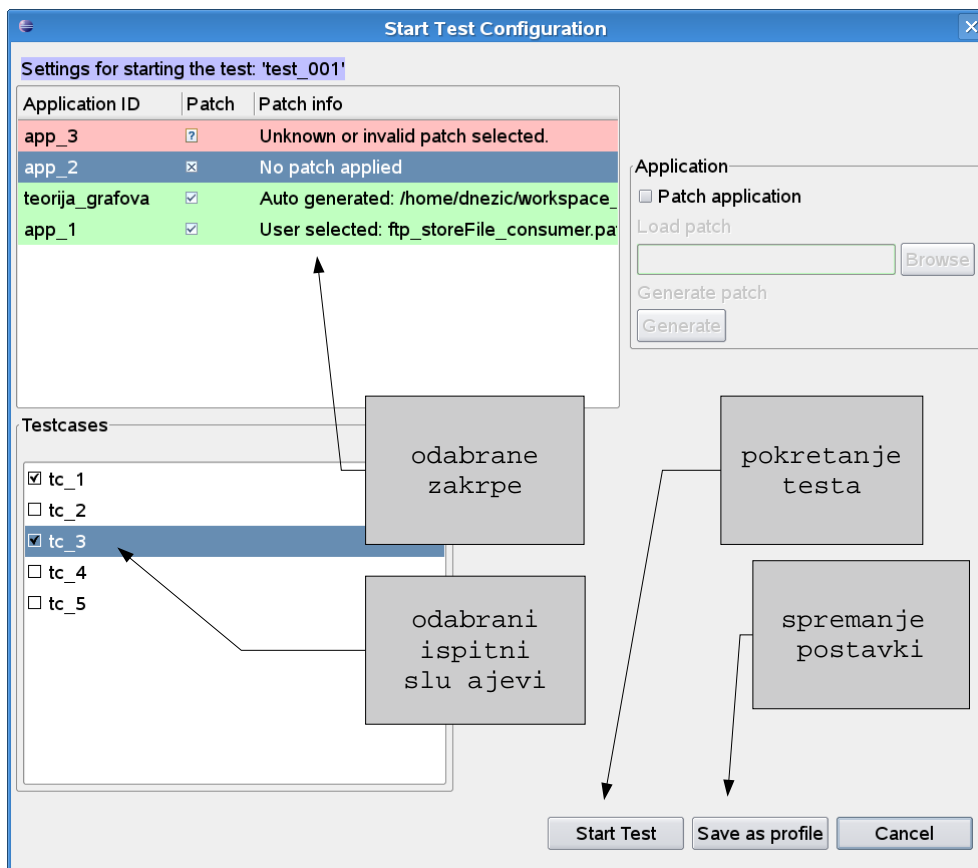 Start Test Configuration
Settings for starting the test: 'test_001'
Application ID Patch Patch info
app_3 Unknown or invalid patch selected.
app_2 No patch applied
teorija_grafova Auto generated: /home/dnezic/workspace_
app_1 User selected: ftp_storeFile_consumer.pa
Application
Patch application
Load patch
Browse
Generate patch
Generate
Testcases
tc_1
tc_2
tc_3
tc_4
tc_5
odabrane
zakrpe
pokretanje
testa
odabrani
ispitni
slu ajevi
spremanje
postavki
Start Test Save as profile Cancel